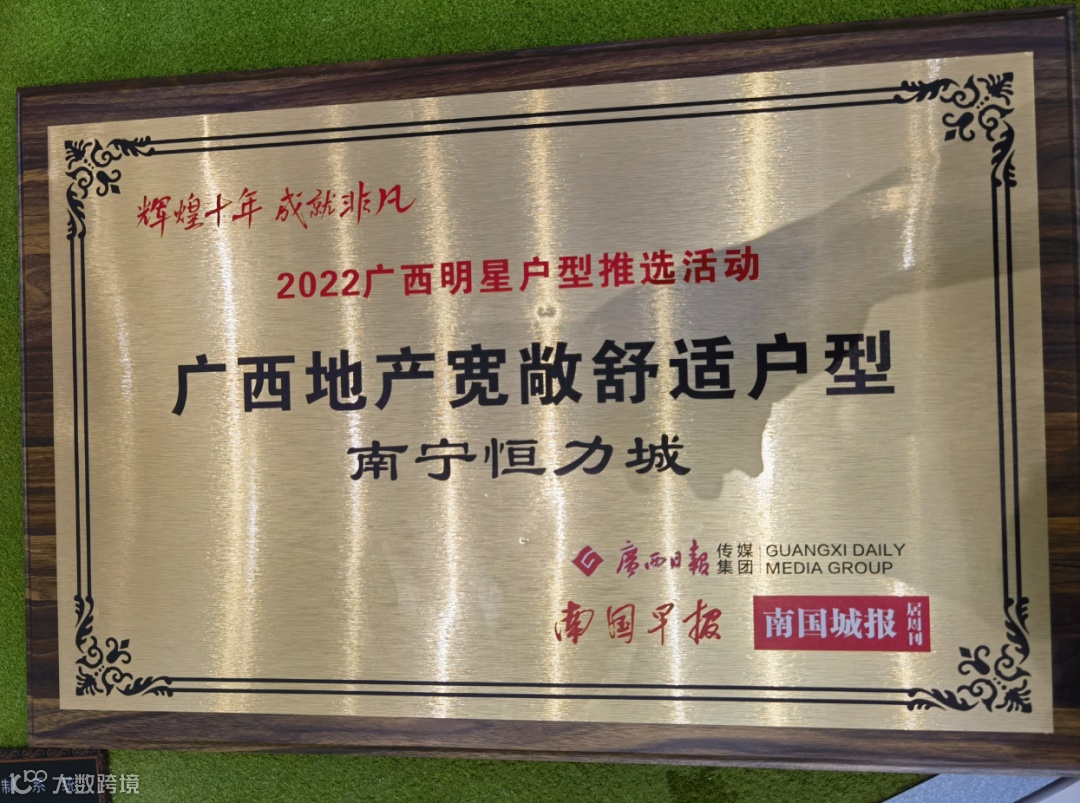 辉煌十年 成就非凡
2022广西明星户型推选活动
广西地产宽敞舒适户型
南宁恒力城
廣西日報 传媒集团 GUANGXI DAILY MEDIA GROUP
南国早报 南国城报 居周刊
大数跨境